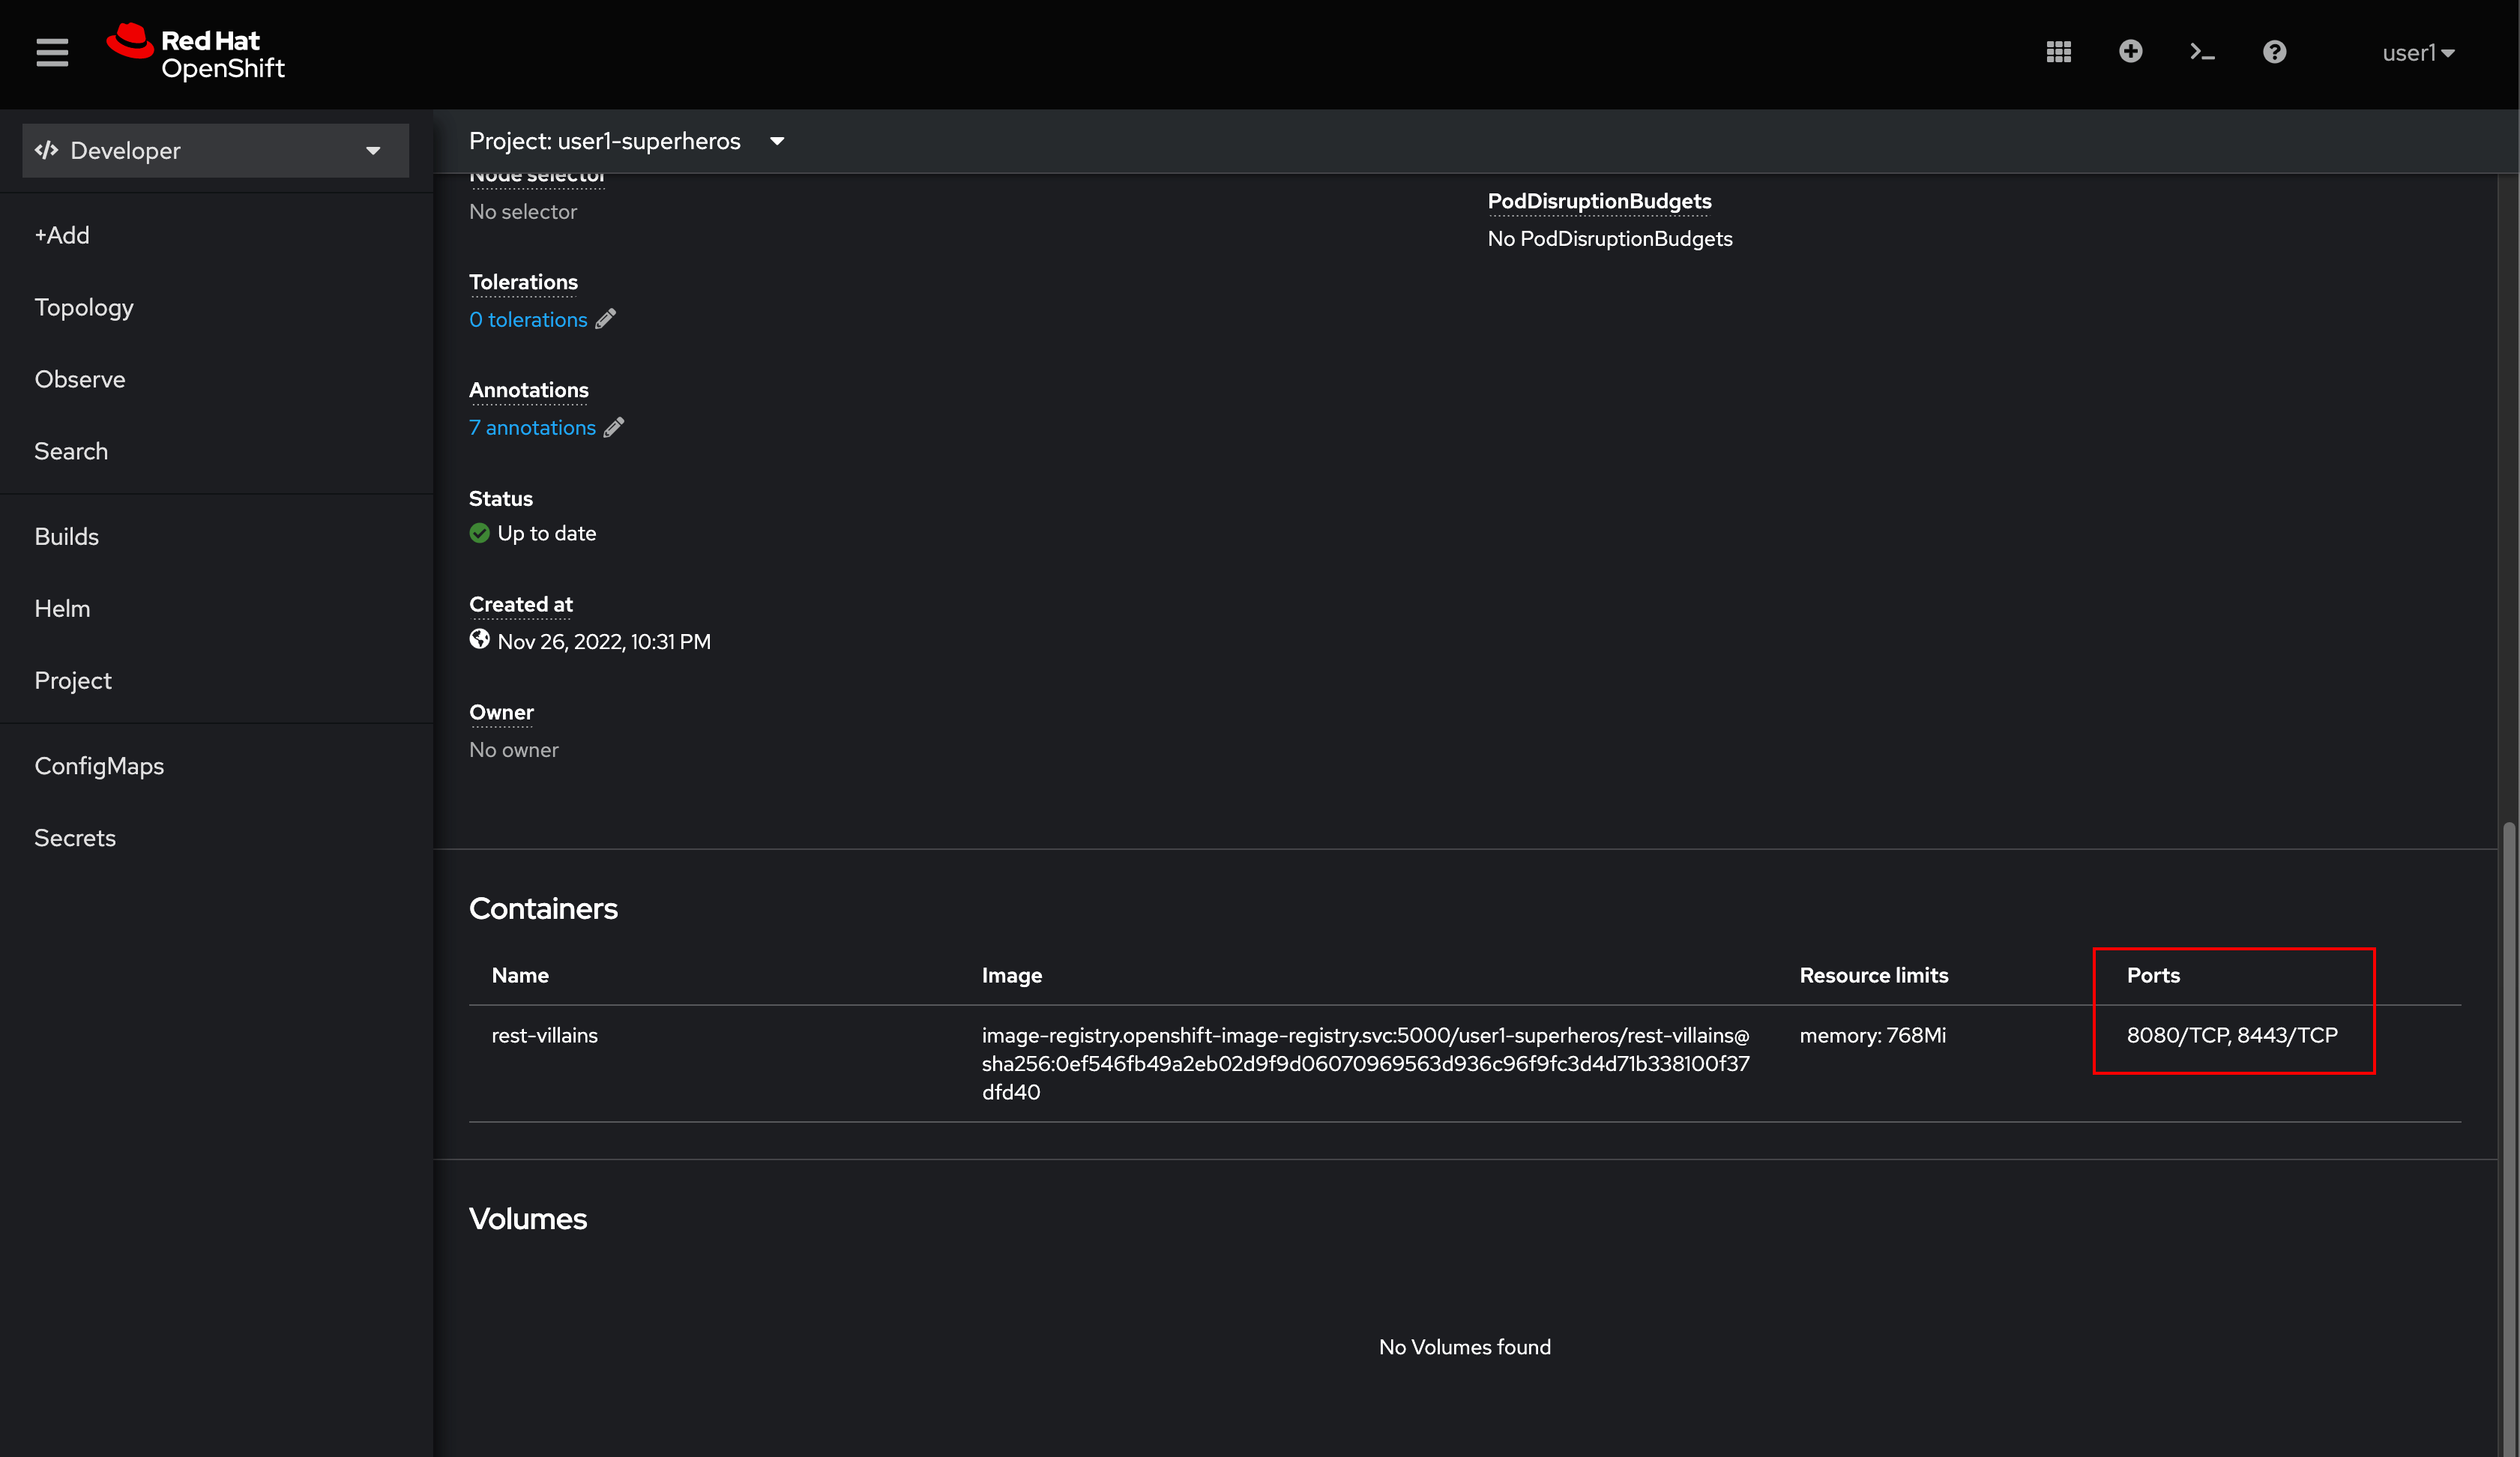 Red Hat
OpenShift
user1
Developer
+Add
Topology
Observe
Search
Builds
Helm
Project
ConfigMaps
Secrets
Project: user1-superheros
Node selector
No selector
Tolerations
0 tolerations
Annotations
7 annotations
Status
Up to date
Created at
Nov 26, 2022, 10:31 PM
Owner
No owner
PodDisruptionBudgets
No PodDisruptionBudgets
Containers
Name Image Resource limits Ports
rest-villains image-registry.openshift-image-registry.svc:5000/user1-superheros/rest-villains@ memory: 768Mi 8080/TCP, 8443/TCP
sha256:0ef546fb49a2eb02d9f9d06070969563d936c96f9fc3d4d71b338100f37
dfd40
Volumes
No Volumes found